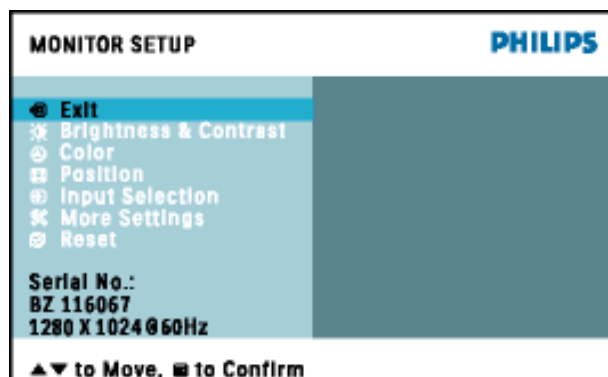 MONITOR SETUP
PHILIPS
Exit
Brightness & Contrast
Color
Position
Input Selection
More Settings
Reset
Serial No.:
BZ 116067
1280 X 1024 @60Hz
▲▼ to Move, to Confirm